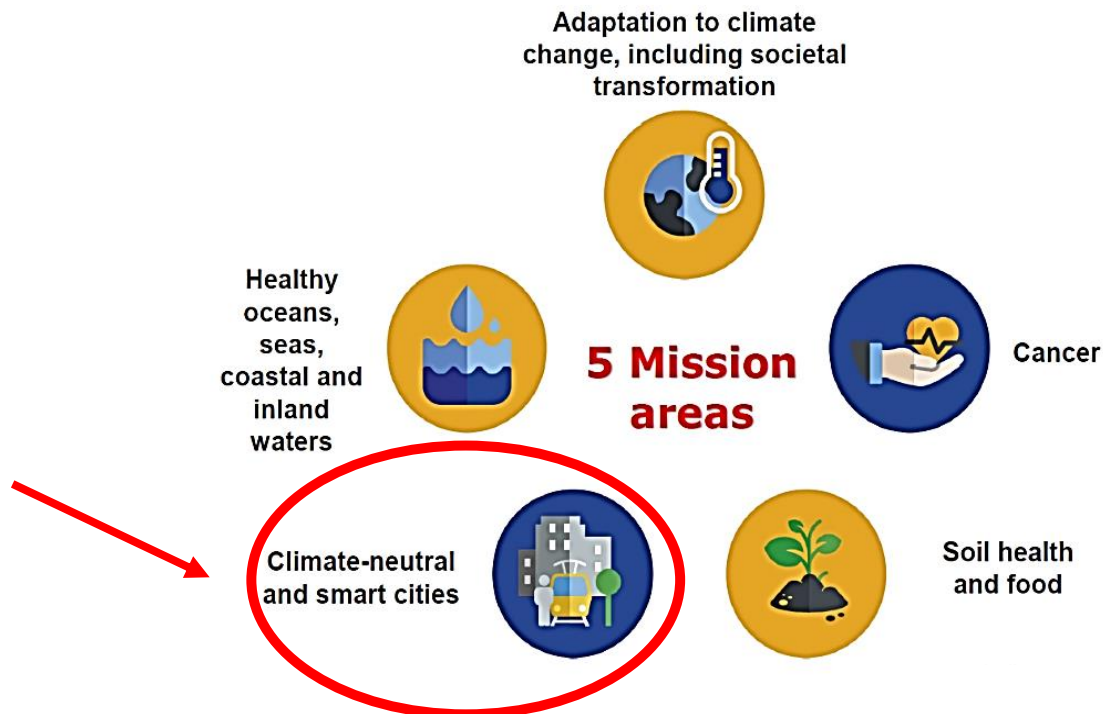 Adaptation to climate
change, including societal
transformation
Healthy
oceans,
seas,
coastal and
inland
waters
5 Mission
areas
Cancer
Climate-neutral
and smart cities
Soil health
and food